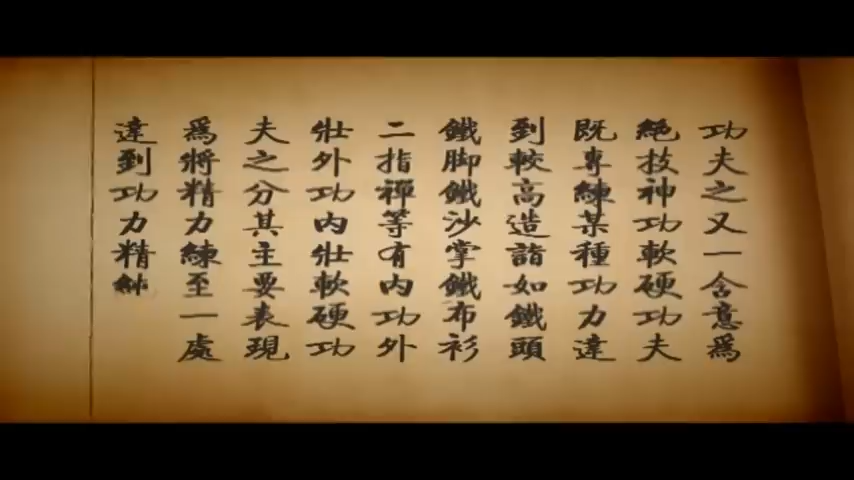 功夫之又一含意為
絕技神功軟硬功夫
既專練某種功力達
到較高造詣如鐵頭
鐵脚鐵沙掌鐵布衫
二指禪等有内功外
壯外功内壯軟硬功
夫之分其主要表現
爲將精力練至一處
達到功力精純